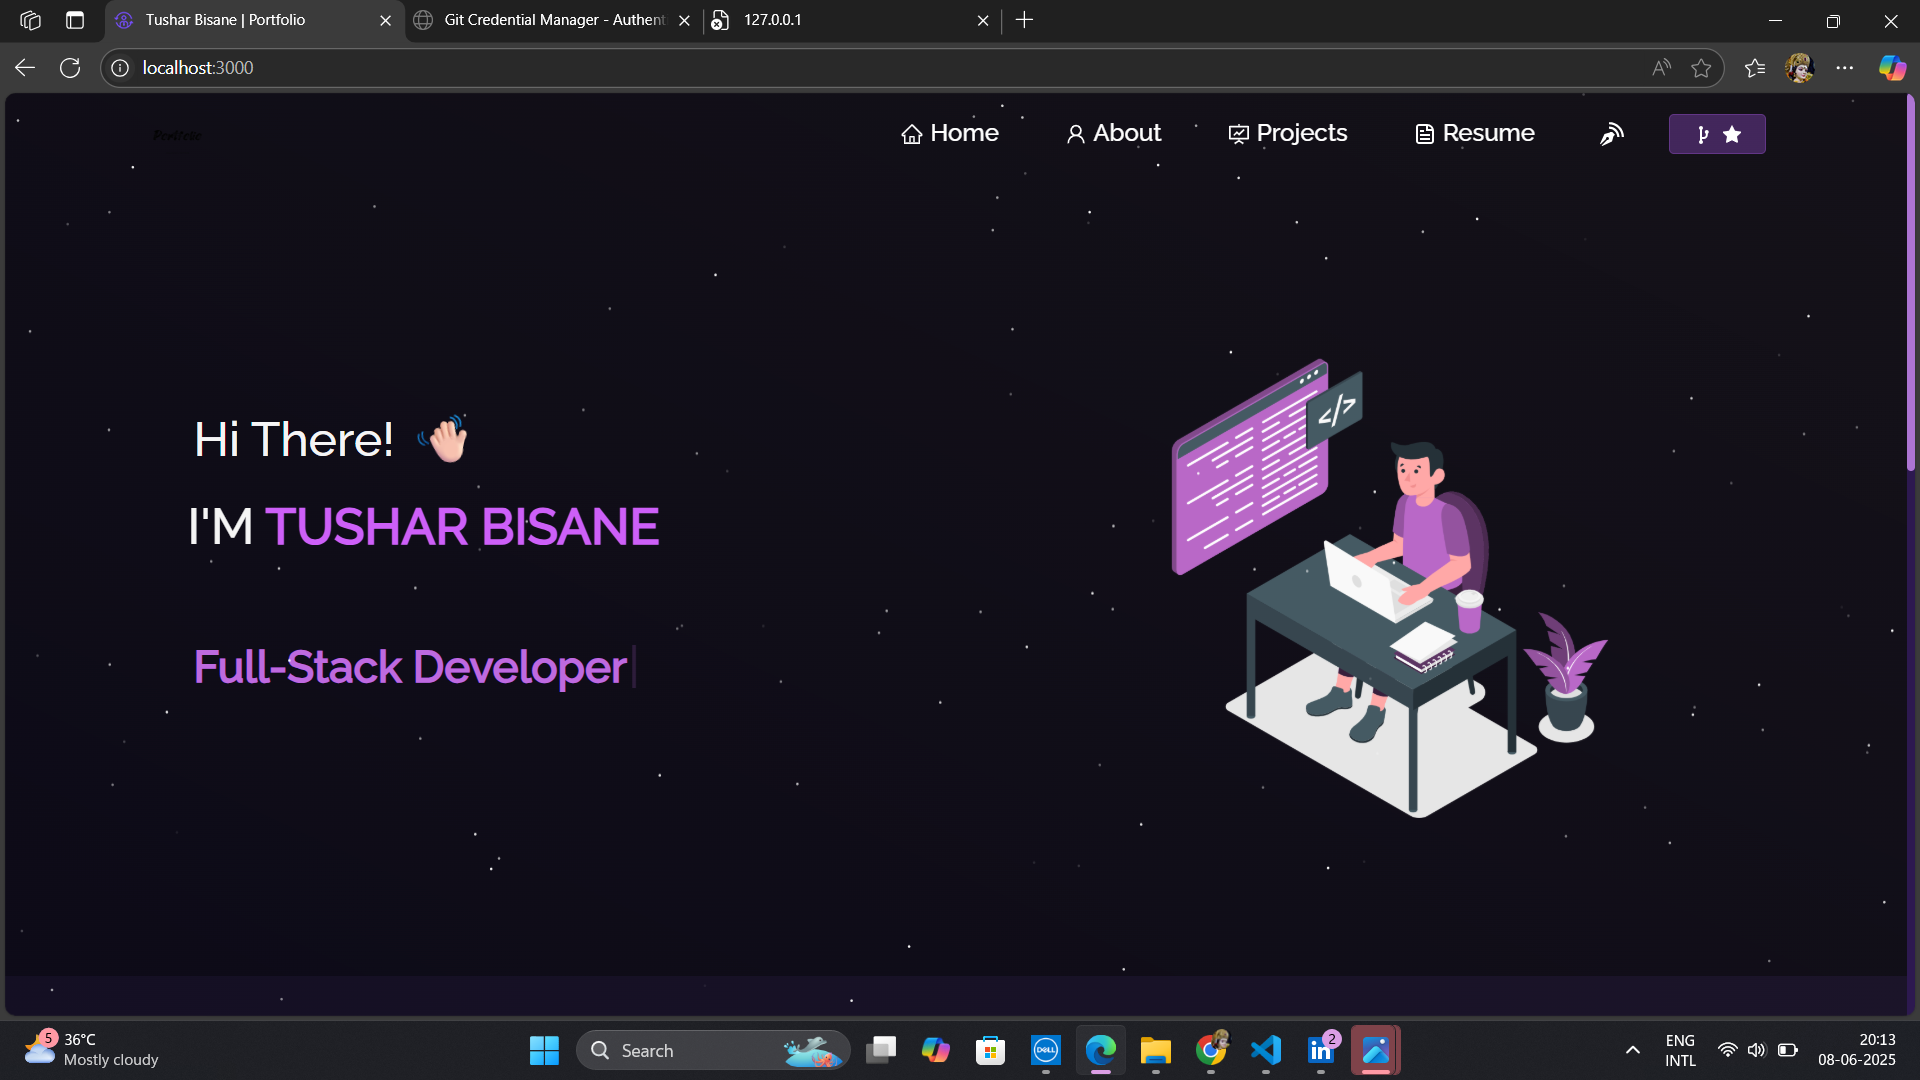 Tushar Bisane | Portfolio
Git Credential Manager - Authent
127.0.0.1
localhost:3000
Portfolio
Home
About
Projects
Resume
Hi There!
</>
I'M TUSHAR BISANE
Full-Stack Developer
5
36°C
Mostly cloudy
Search
DELL
in
2
ENG
INTL
20:13
08-06-2025